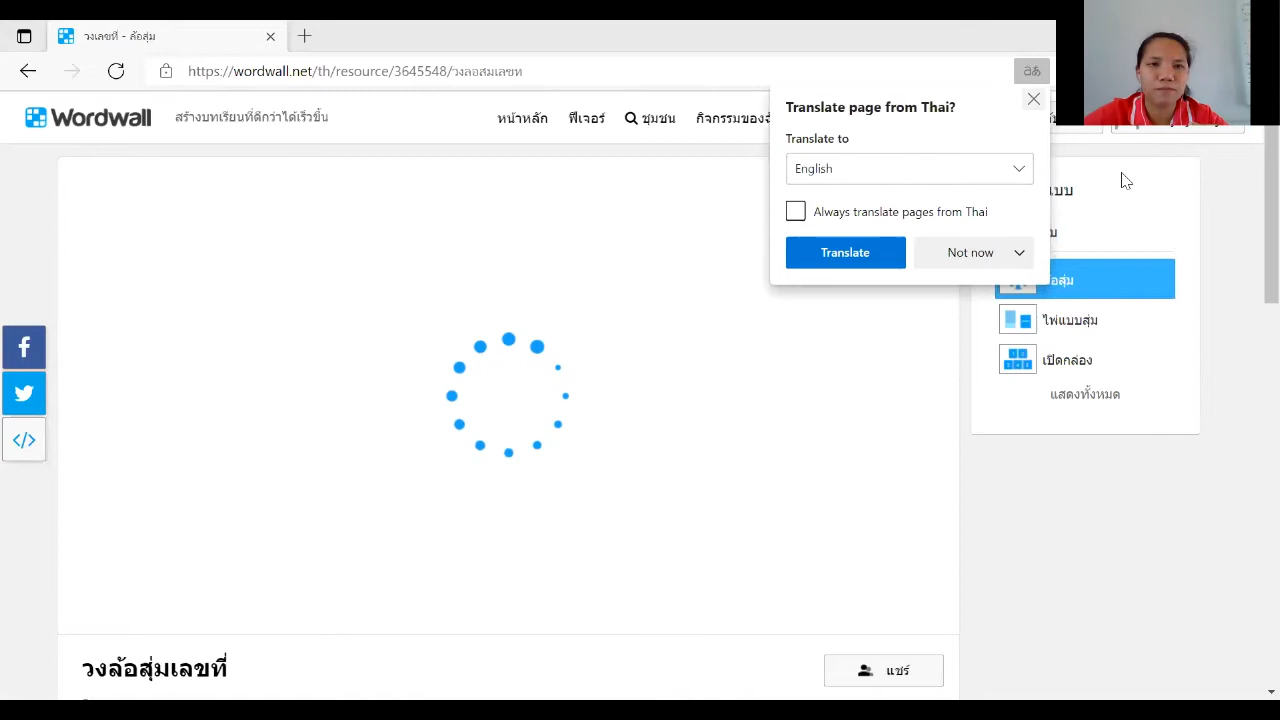 วงเลขที่ - ล้อสุ่ม
https://wordwall.net/th/resource/3645548/วงลอสมเลขท
Wordwall
สร้างบทเรียนที่ดีกว่าได้เร็วขึ้น
หน้าหลัก
ฟีเจอร์
ชุมชน
Translate page from Thai?
Translate to
English
Always translate pages from Thai
Translate
Not now
ไพ่แบบสุ่ม
เปิดกล่อง
แสดงทั้งหมด
วงล้อสุ่มเลขที่
แชร์